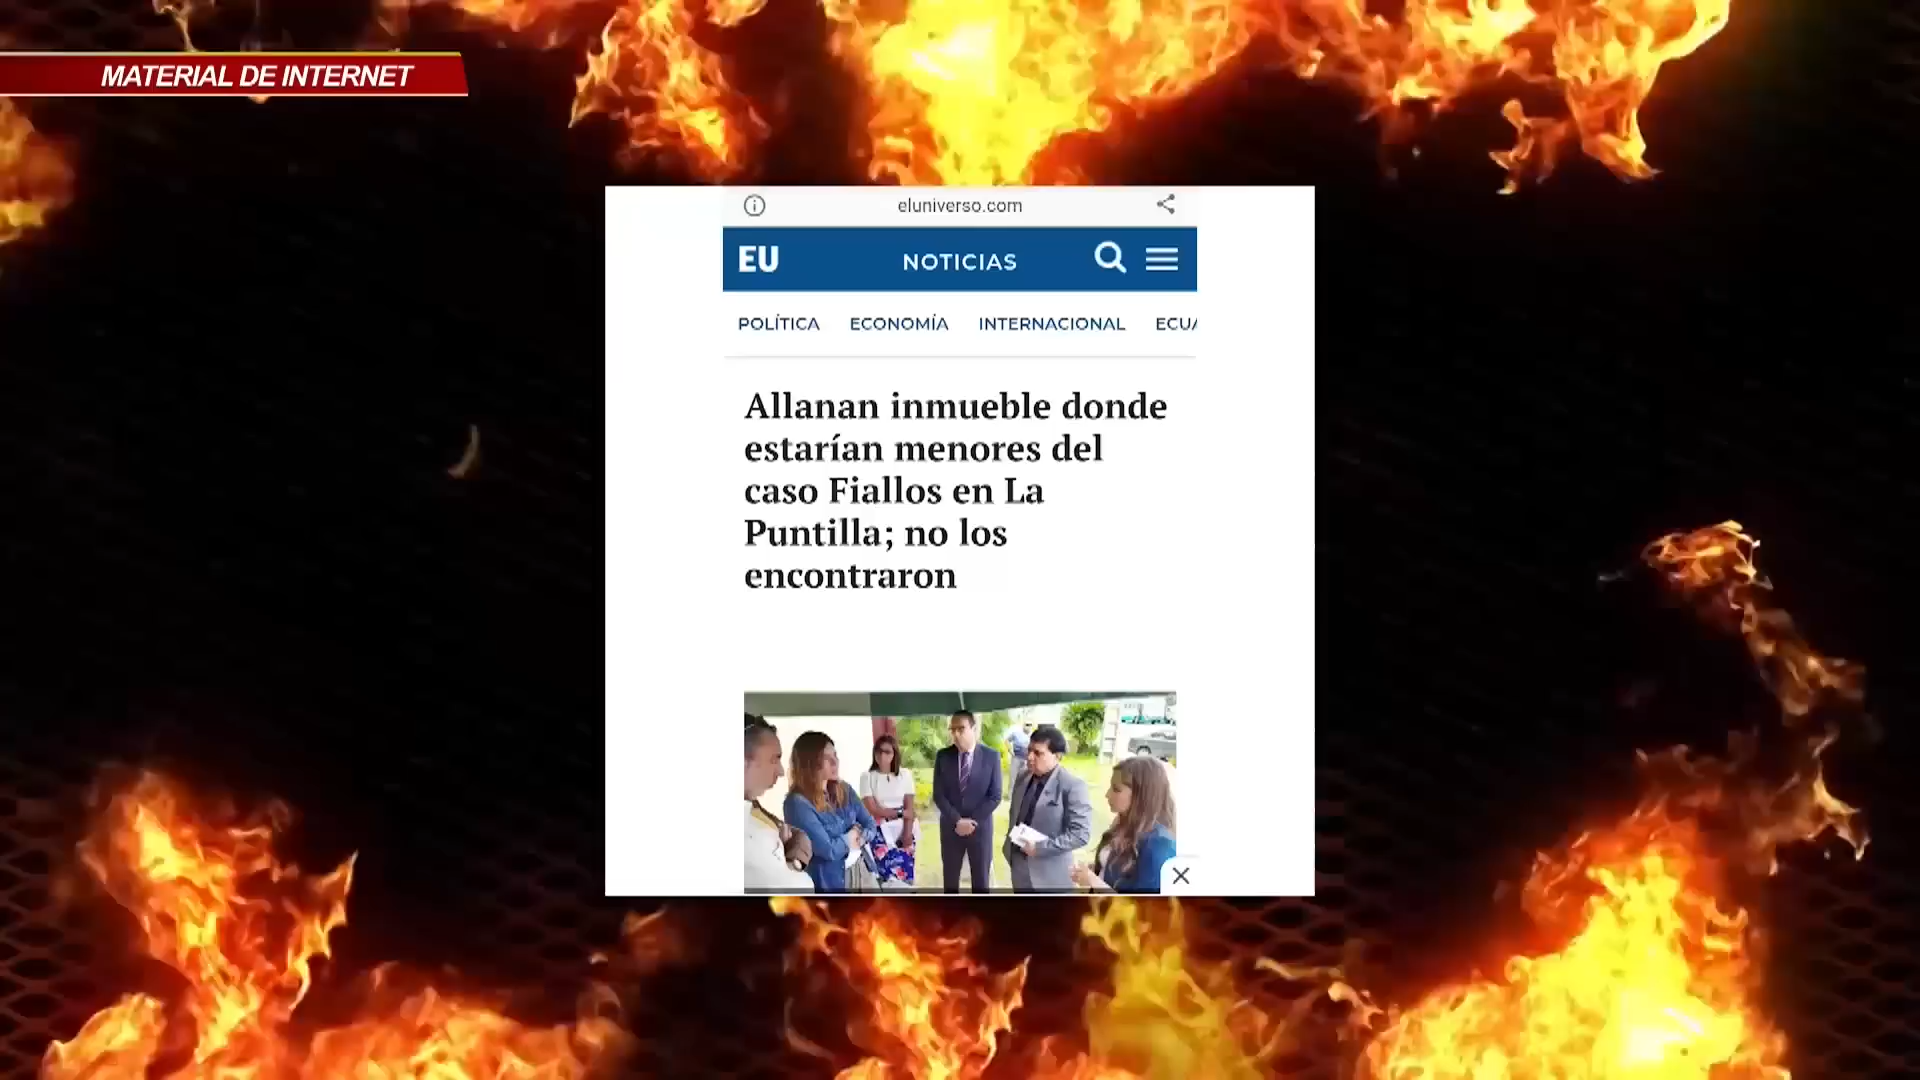 MATERIAL DE INTERNET
eluniverso.com
EU NOTICIAS
POLÍTICA ECONOMÍA INTERNACIONAL ECUA
Allanan inmueble donde
estarían menores del
caso Fiallos en La
Puntilla; no los
encontraron